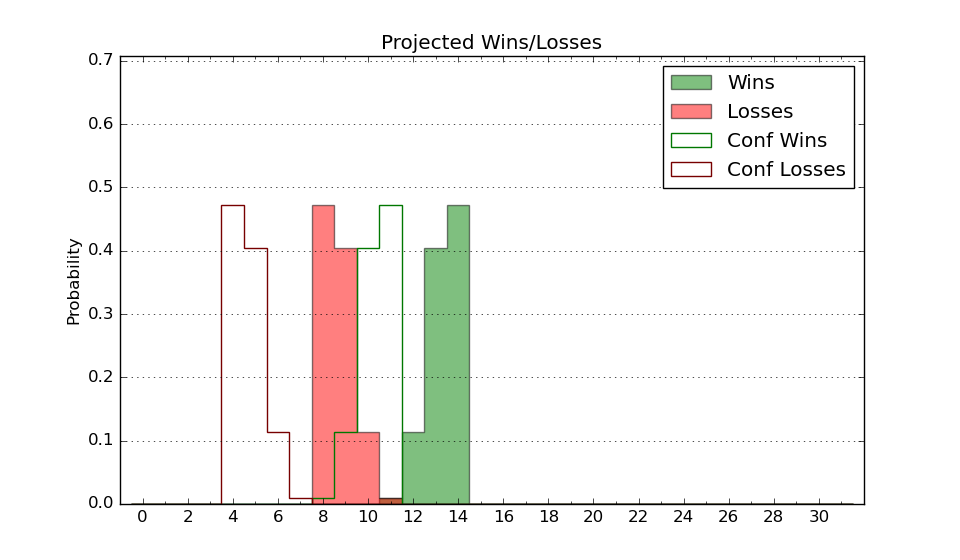 Projected Wins/Losses
0.7
0.6
0.5
0.4
0.3
0.2
0.1
0.0
Probability
Wins
Losses
Conf Wins
Conf Losses
0 2 4 6 8 10 12 14 16 18 20 22 24 26 28 30